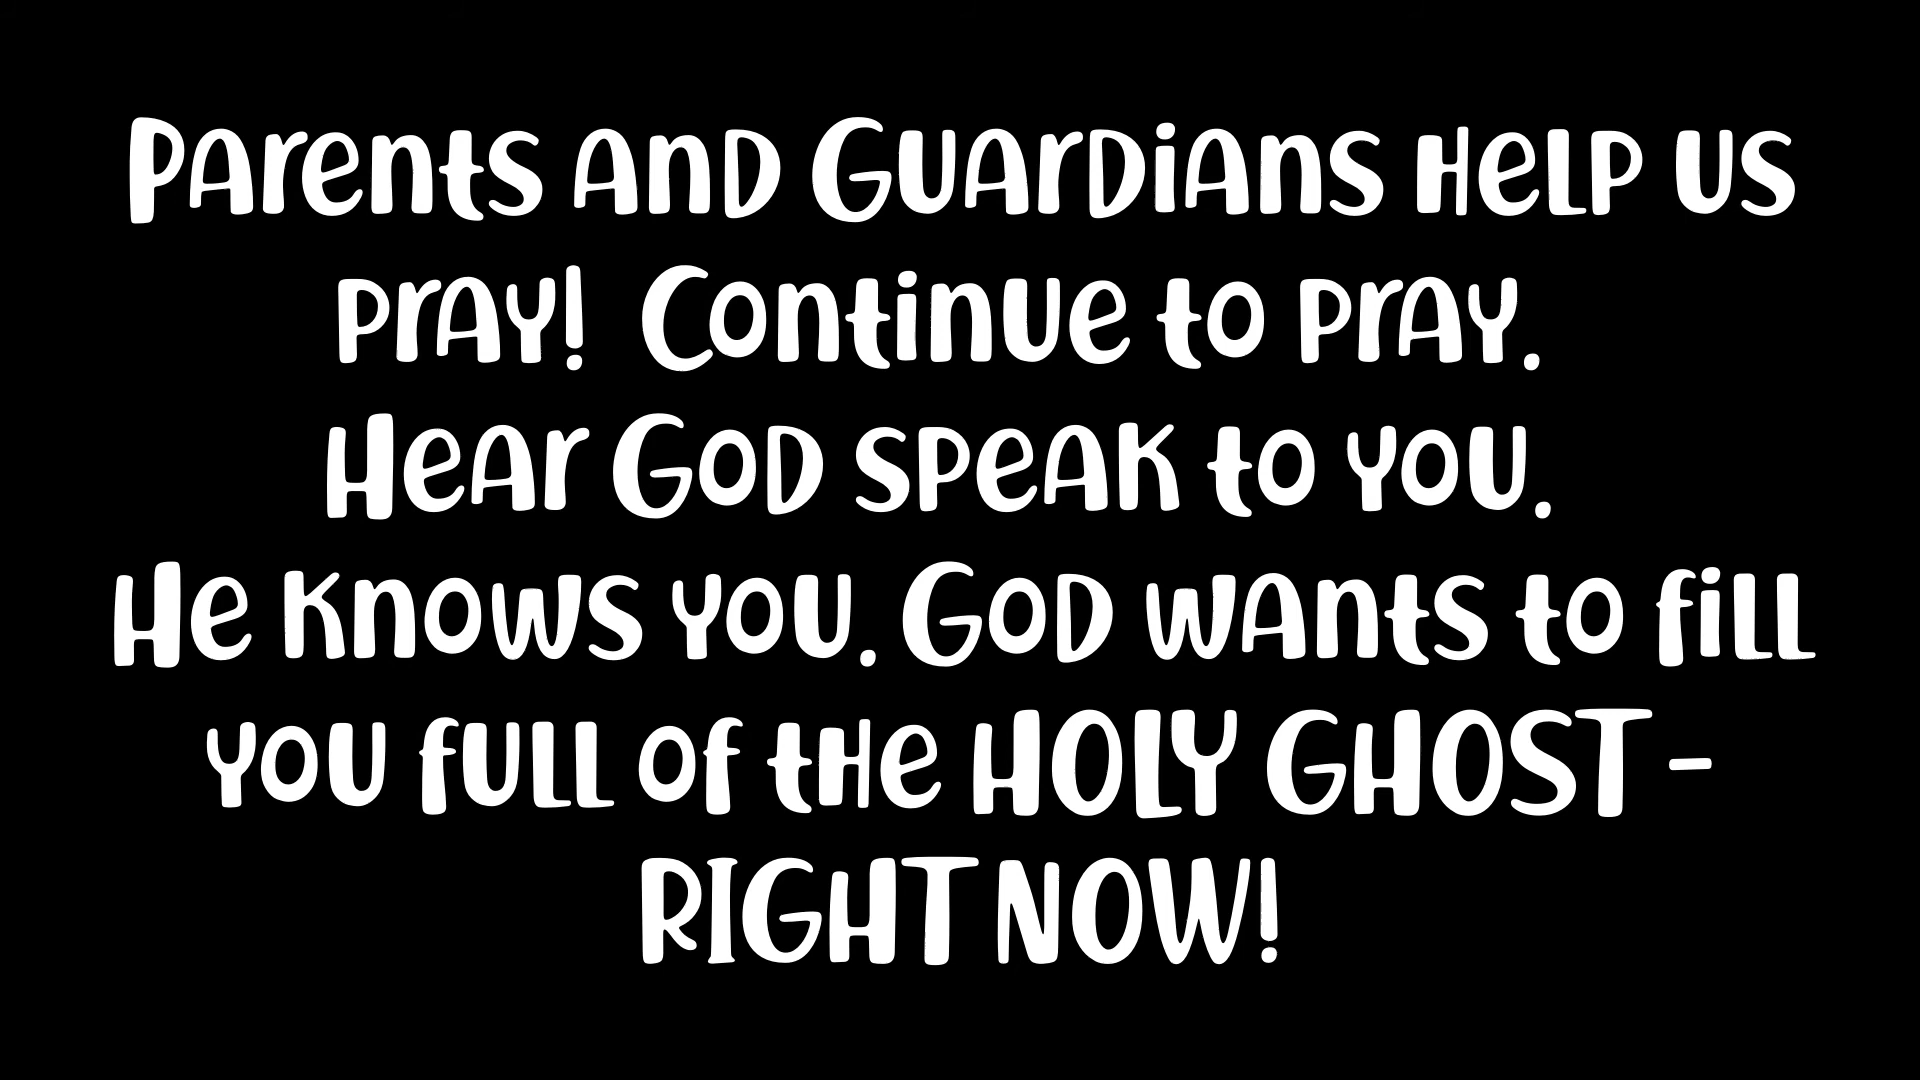 Parents and Guardians help us
pray!  Continue to pray.
Hear God speak to you.
He knows you. God wants to fill
you full of the HOLY GHOST -
RIGHT NOW!